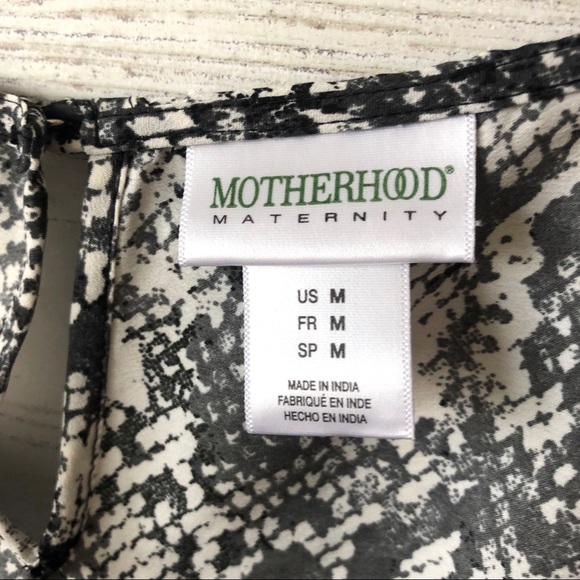 MOTHERHOOD®
MATERNITY
US M
FR M
SP M
MADE IN INDIA
FABRIQUÉ EN INDE
HECHO EN INDIA